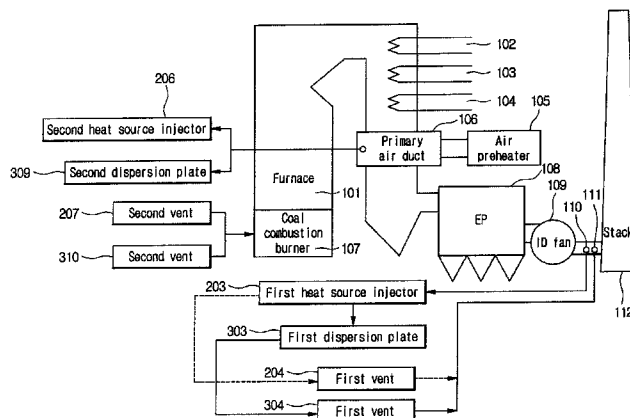 102
103
104
105
106
206
Second heat source injector
Primary
air duct
Air
preheater
309
Second dispersion plate
Furnace
101
108
109
110
111
207
Second vent
Coal
combustion
burner
107
EP
ID fan
Stack
310
Second vent
203
First heat source injector
112
303
First dispersion plate
204
First vent
304
First vent